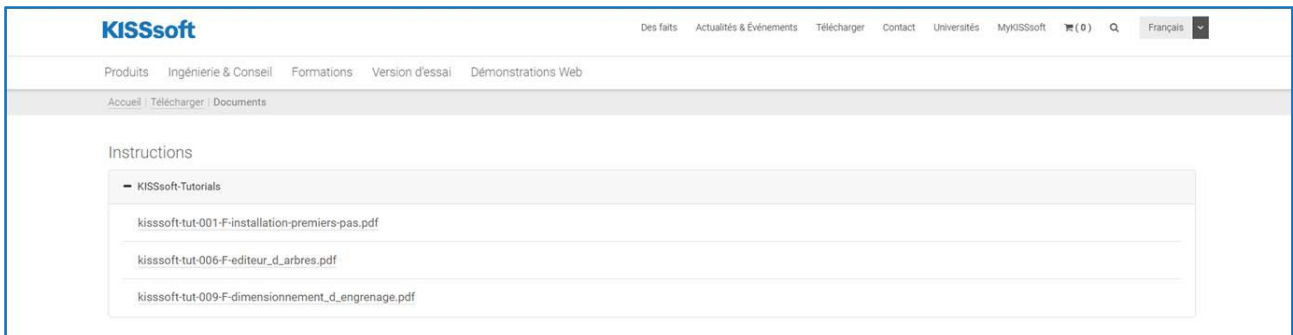 KISSsoft
Des faits Actualités & Événements Télécharger Contact Universités MyKISSsoft ( 0 ) Français
Produits Ingénierie & Conseil Formations Version d'essai Démonstrations Web
Accueil | Télécharger | Documents
Instructions
KISSsoft-Tutorials
kisssoft-tut-001-F-installation-premiers-pas.pdf
kisssoft-tut-006-F-editeur_d_arbres.pdf
kisssoft-tut-009-F-dimensionnement_d_engrenage.pdf